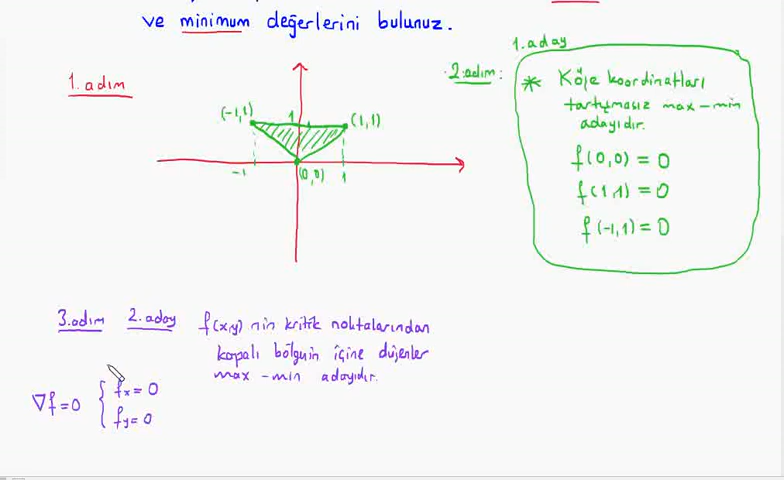 ve minimum değerlerini bulunuz.
1. adım
(-1,1)
1
(1,1)
-1
(0,0)
1
2. adım:
1. aday
* Köşe koordinatları
tartışmasız max-min
adayıdır.
f(0,0) = 0
f(1,1) = 0
f(-1,1) = 0
3. adım 2. aday f(x,y) nin kritik noktalarından
kapalı bölgenin içine düşenler
max-min adayıdır.
∇f=0 { fx = 0
fy = 0